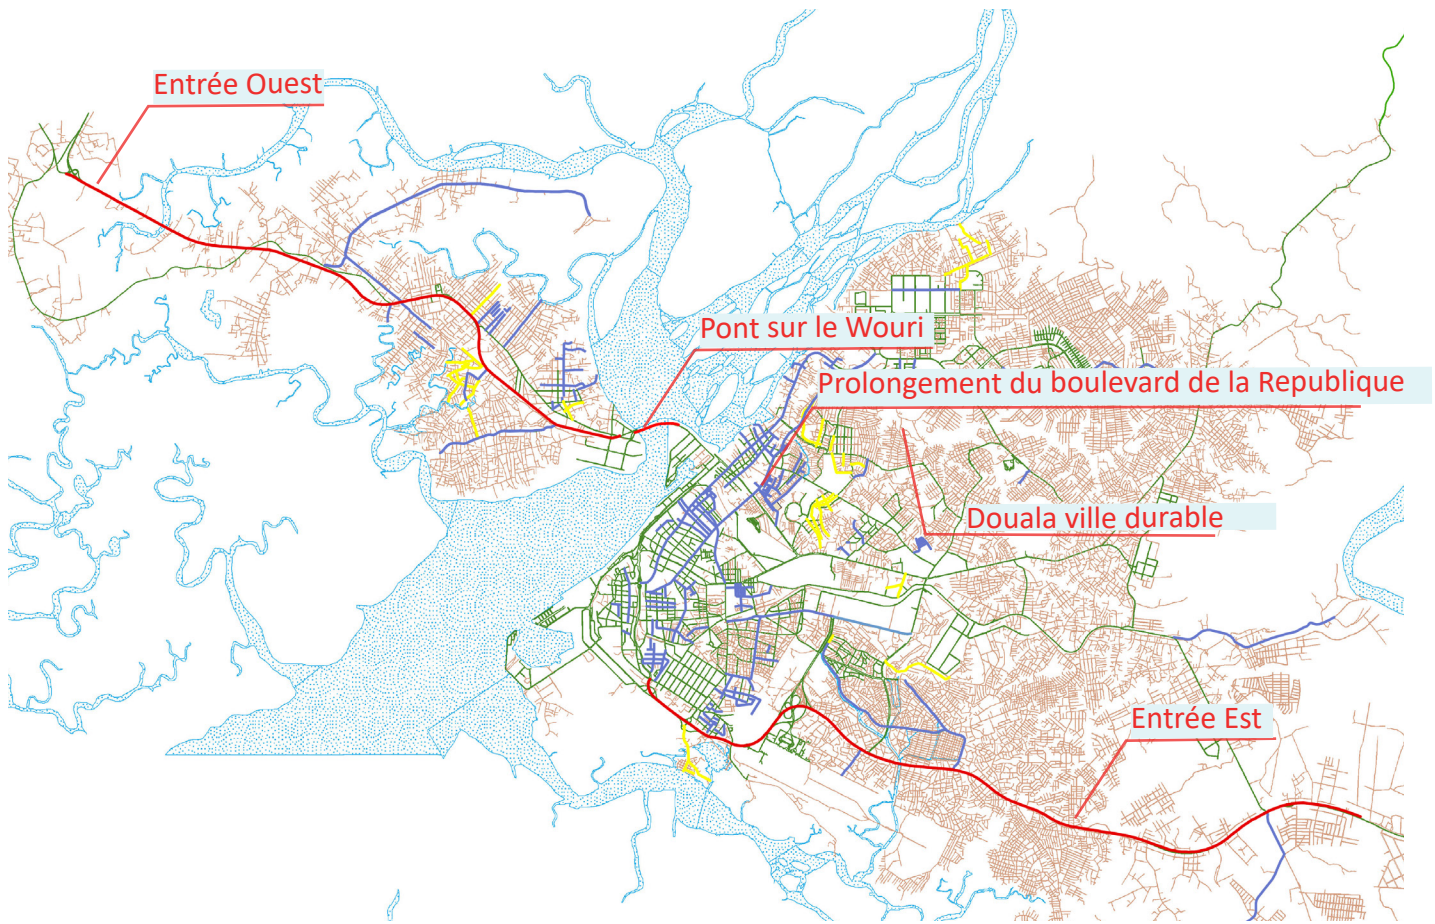 Entrée Ouest
Pont sur le Wouri
Prolongement du boulevard de la Republique
Douala ville durable
Entrée Est